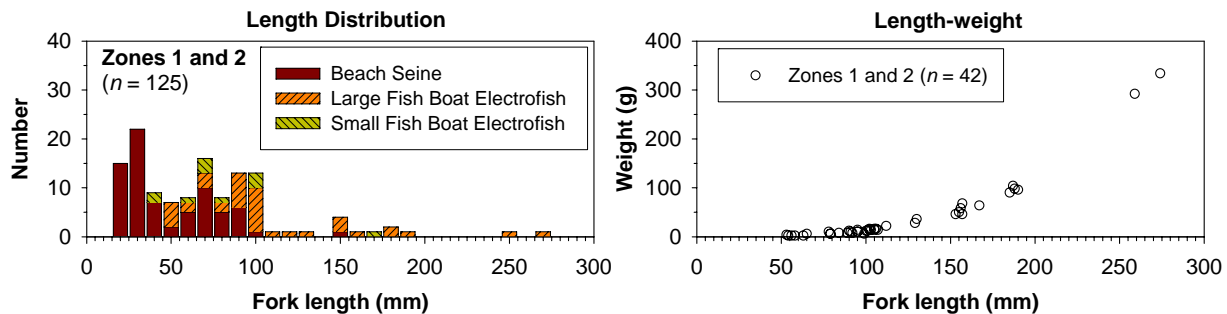 Length Distribution
Number
40
30
20
10
0
Zones 1 and 2
(n = 125)
Beach Seine
Large Fish Boat Electrofish
Small Fish Boat Electrofish
0 50 100 150 200 250 300
Fork length (mm)
Length-weight
Weight (g)
400
300
200
100
0
Zones 1 and 2 (n = 42)
0 50 100 150 200 250 300
Fork length (mm)